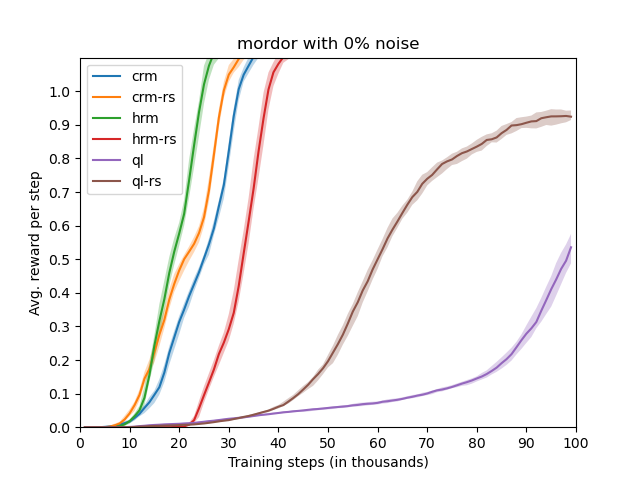 mordor with 0% noise
Avg. reward per step
1.0
0.9
0.8
0.7
0.6
0.5
0.4
0.3
0.2
0.1
0.0
crm
crm-rs
hrm
hrm-rs
ql
ql-rs
0 10 20 30 40 50 60 70 80 90 100
Training steps (in thousands)